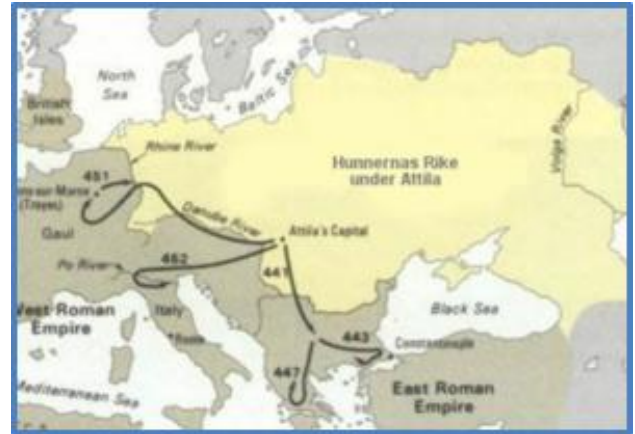 North
Sea
Baltic Sea
British
Isles
Rhine River
Volga River
Hunnernas Rike
under Attila
451
(Troyes)
Gaul
Danube River
Attila's Capital
Po River
452
441
Black Sea
West Roman
Empire
Italy
Rome
443
Constantinople
447
East Roman
Empire
Mediterranean Sea